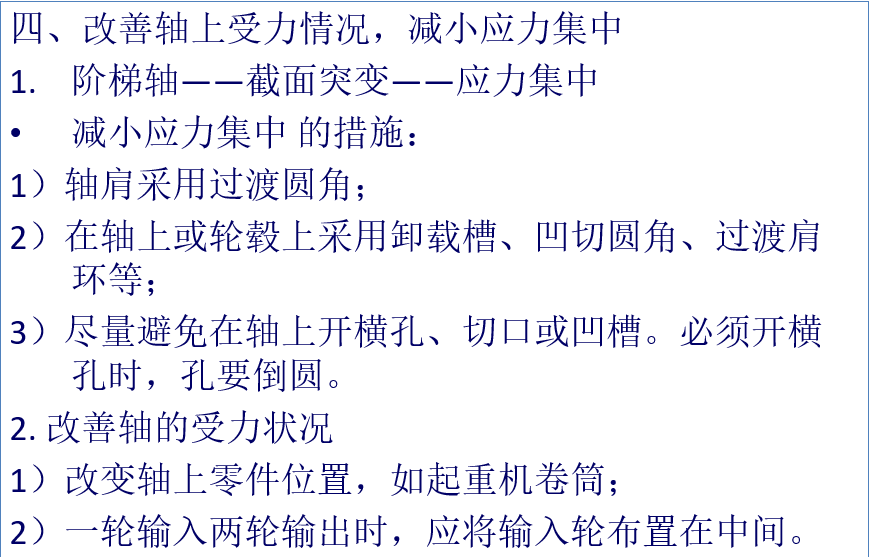 四、改善轴上受力情况，减小应力集中
1. 阶梯轴——截面突变——应力集中
• 减小应力集中 的措施：
1）轴肩采用过渡圆角；
2）在轴上或轮毂上采用卸载槽、凹切圆角、过渡肩
环等；
3）尽量避免在轴上开横孔、切口或凹槽。必须开横
孔时，孔要倒圆。
2. 改善轴的受力状况
1）改变轴上零件位置，如起重机卷筒；
2）一轮输入两轮输出时，应将输入轮布置在中间。